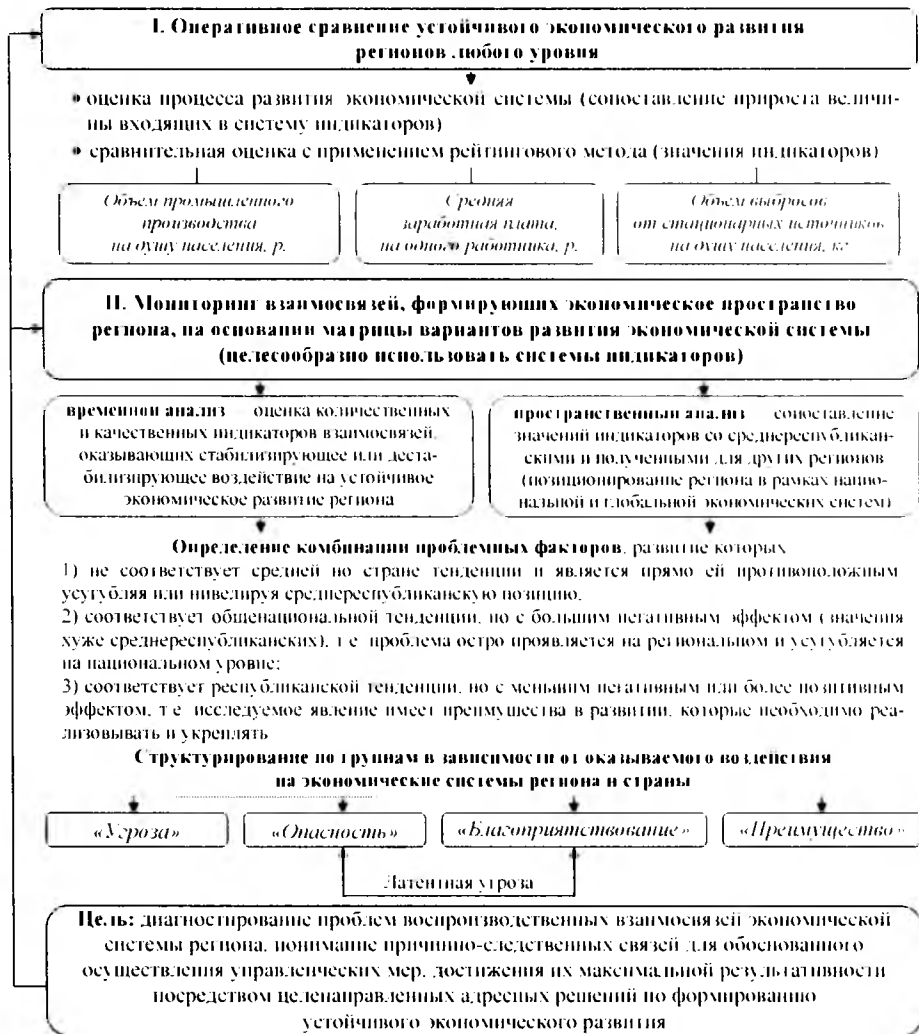 I. Оперативное сравнение устойчивого экономического развития
регионов любого уровня
• оценка процесса развития экономической системы (сопоставление прироста величи-
ны входящих в систему индикаторов)
• сравнительная оценка с применением рейтингового метода (значения индикаторов)
Объем промышленного
производства
на душу населения, р.
Средняя
заработная плата,
на одного работника, р.
Объем выбросов
от стационарных источников
на душу населения, кг
II. Мониторинг взаимосвязей, формирующих экономическое пространство
региона, на основании матрицы вариантов развития экономической системы
(целесообразно использовать системы индикаторов)
временной анализ оценка количественных
и качественных индикаторов взаимосвязей,
оказывающих стабилизирующее или деста-
билизирующее воздействие на устойчивое
экономическое развитие региона
пространственный анализ сопоставление
значений индикаторов со среднереспубликан-
скими и полученными для других регионов
(позиционирование региона в рамках нацио-
нальной и глобальной экономических систем)
Определение комбинации проблемных факторов, развитие которых
1) не соответствует средней по стране тенденции и является прямо ей противоположным
усугубляя или нивелируя среднереспубликанскую позицию;
2) соответствует общенациональной тенденции, но с большим негативным эффектом (значения
хуже среднереспубликанских), т.е. проблема остро проявляется на региональном и усугубляется
на национальном уровне;
3) соответствует республиканской тенденции, но с меньшим негативным или более позитивным
эффектом, т.е. исследуемое явление имеет преимущества в развитии, которые необходимо реа-
лизовывать и укреплять
Структурирование по группам в зависимости от оказываемого воздействия
на экономические системы региона и страны
«Угроза»
«Опасность»
«Благоприятствование»
«Преимущество»
Латентная угроза
Цель: диагностирование проблем воспроизводственных взаимосвязей экономической
системы региона, понимание причинно-следственных связей для обоснованного
осуществления управленческих мер, достижения их максимальной результативности
посредством целенаправленных адресных решений по формированию
устойчивого экономического развития